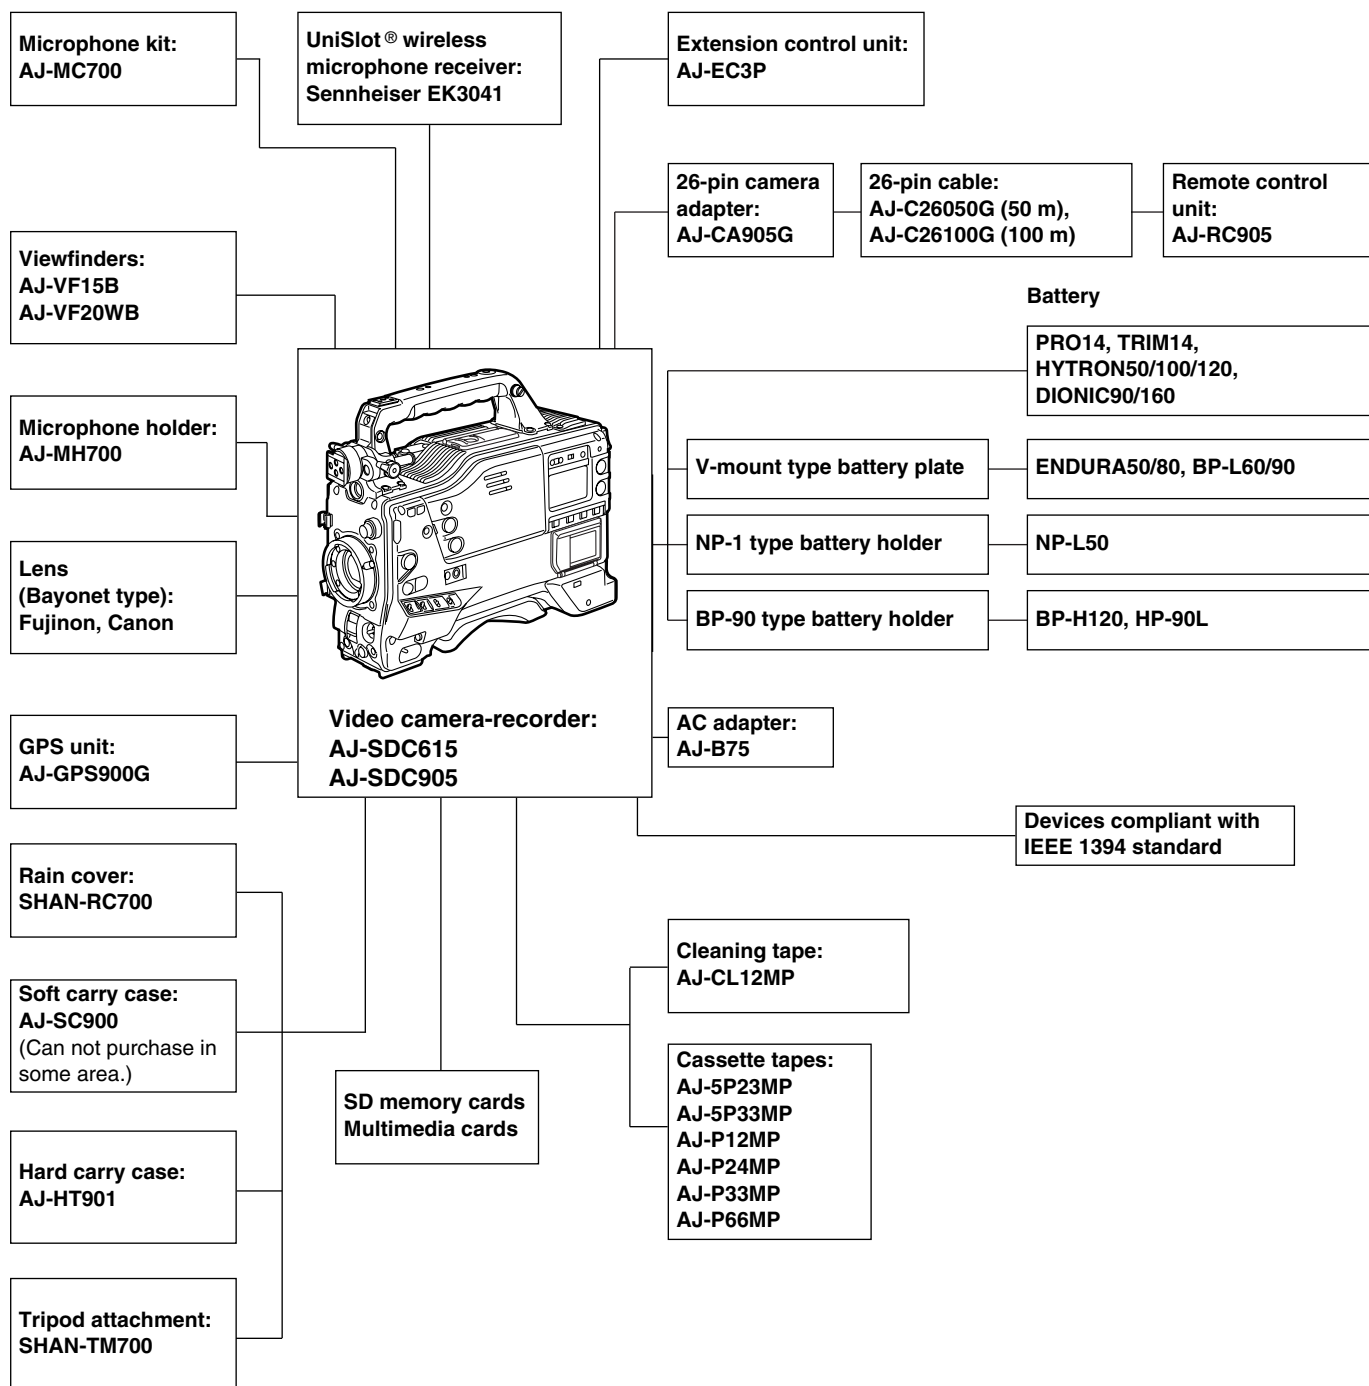 Microphone kit:
AJ-MC700
UniSlot ® wireless
microphone receiver:
Sennheiser EK3041
Extension control unit:
AJ-EC3P
26-pin camera
adapter:
AJ-CA905G
26-pin cable:
AJ-C26050G (50 m),
AJ-C26100G (100 m)
Remote control
unit:
AJ-RC905
Viewfinders:
AJ-VF15B
AJ-VF20WB
Battery
PRO14, TRIM14,
HYTRON50/100/120,
DIONIC90/160
Microphone holder:
AJ-MH700
V-mount type battery plate
ENDURA50/80, BP-L60/90
NP-1 type battery holder
NP-L50
Lens
(Bayonet type):
Fujinon, Canon
BP-90 type battery holder
BP-H120, HP-90L
Video camera-recorder:
AJ-SDC615
AJ-SDC905
AC adapter:
AJ-B75
GPS unit:
AJ-GPS900G
Devices compliant with
IEEE 1394 standard
Rain cover:
SHAN-RC700
Cleaning tape:
AJ-CL12MP
Soft carry case:
AJ-SC900
(Can not purchase in
some area.)
SD memory cards
Multimedia cards
Cassette tapes:
AJ-5P23MP
AJ-5P33MP
AJ-P12MP
AJ-P24MP
AJ-P33MP
AJ-P66MP
Hard carry case:
AJ-HT901
Tripod attachment:
SHAN-TM700